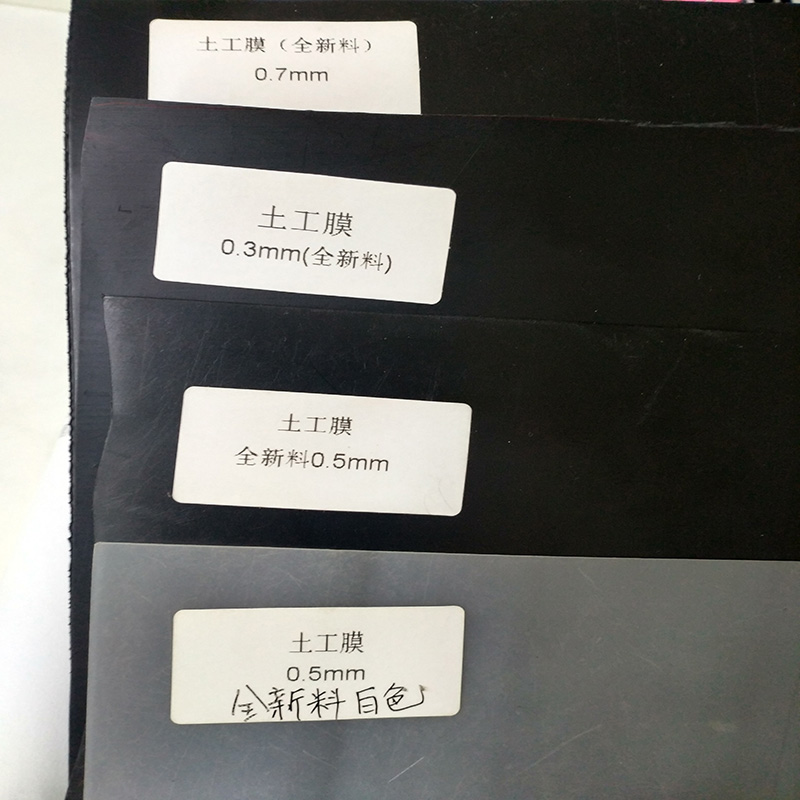 土工膜（全新料）
0.7mm
土工膜
0.3mm(全新料)
土工膜
全新料0.5mm
土工膜
0.5mm
全新料白色